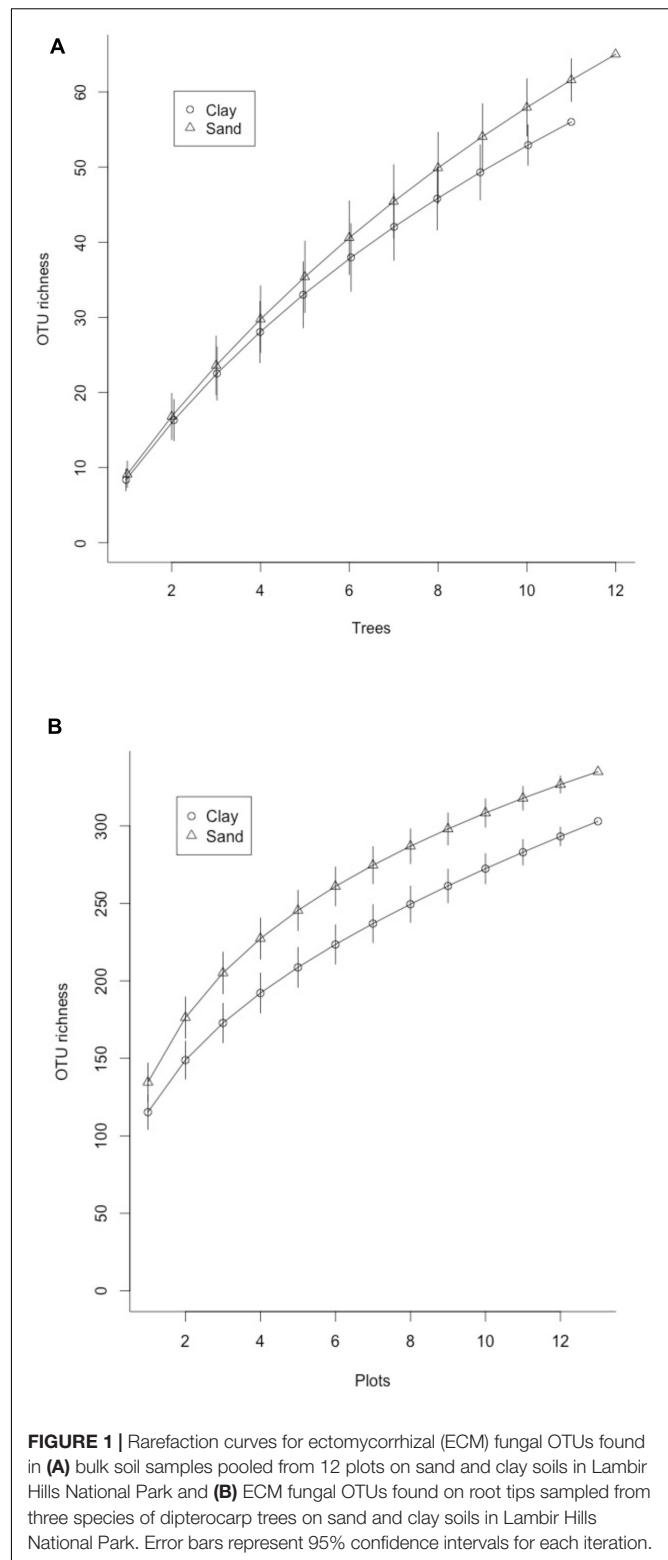 A
60
50
40
30
20
10
0
OTU richness
Clay
Sand
2 4 6 8 10 12
Trees
B
300
250
200
150
100
50
0
OTU richness
Clay
Sand
2 4 6 8 10 12
Plots
FIGURE 1 | Rarefaction curves for ectomycorrhizal (ECM) fungal OTUs found
in (A) bulk soil samples pooled from 12 plots on sand and clay soils in Lambir
Hills National Park and (B) ECM fungal OTUs found on root tips sampled from
three species of dipterocarp trees on sand and clay soils in Lambir Hills
National Park. Error bars represent 95% confidence intervals for each iteration.